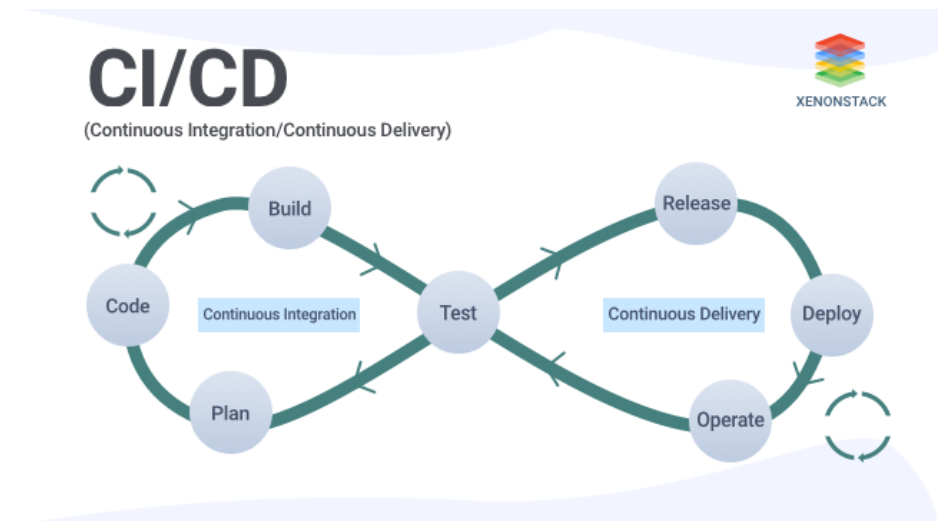 CI/CD
(Continuous Integration/Continuous Delivery)
XENONSTACK
Build
Release
Code
Continuous Integration
Test
Continuous Delivery
Deploy
Plan
Operate